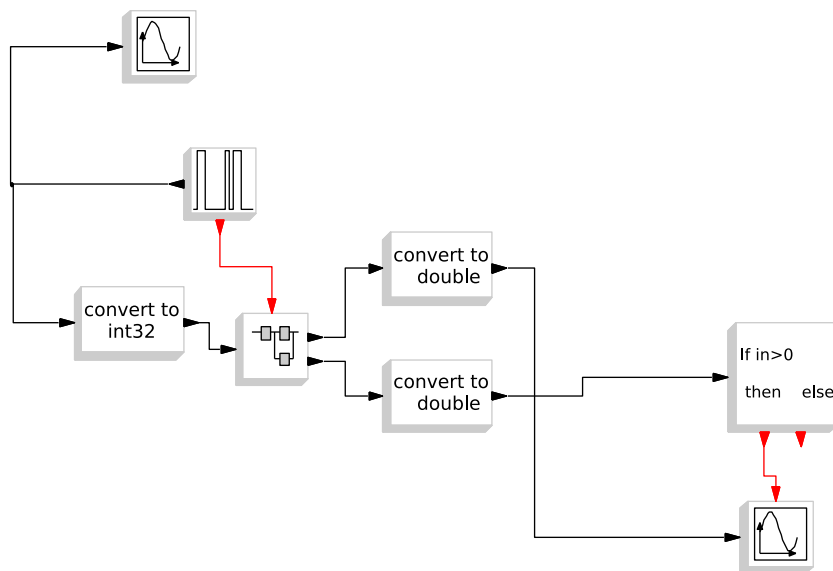 convert to
double
convert to
int32
If in>0
then else
convert to
double